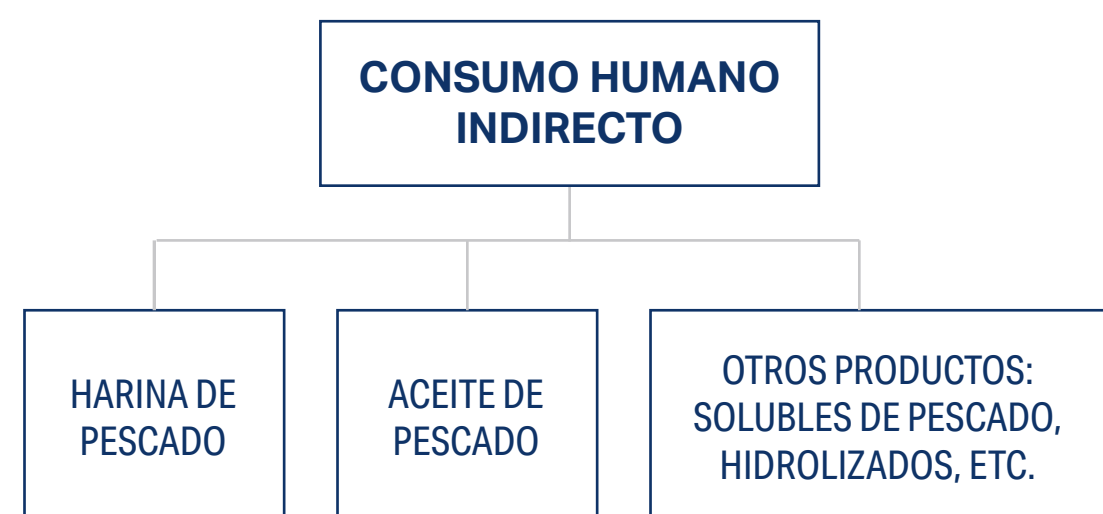 CONSUMO HUMANO
INDIRECTO
HARINA DE
PESCADO
ACEITE DE
PESCADO
OTROS PRODUCTOS:
SOLUBLES DE PESCADO,
HIDROLIZADOS, ETC.